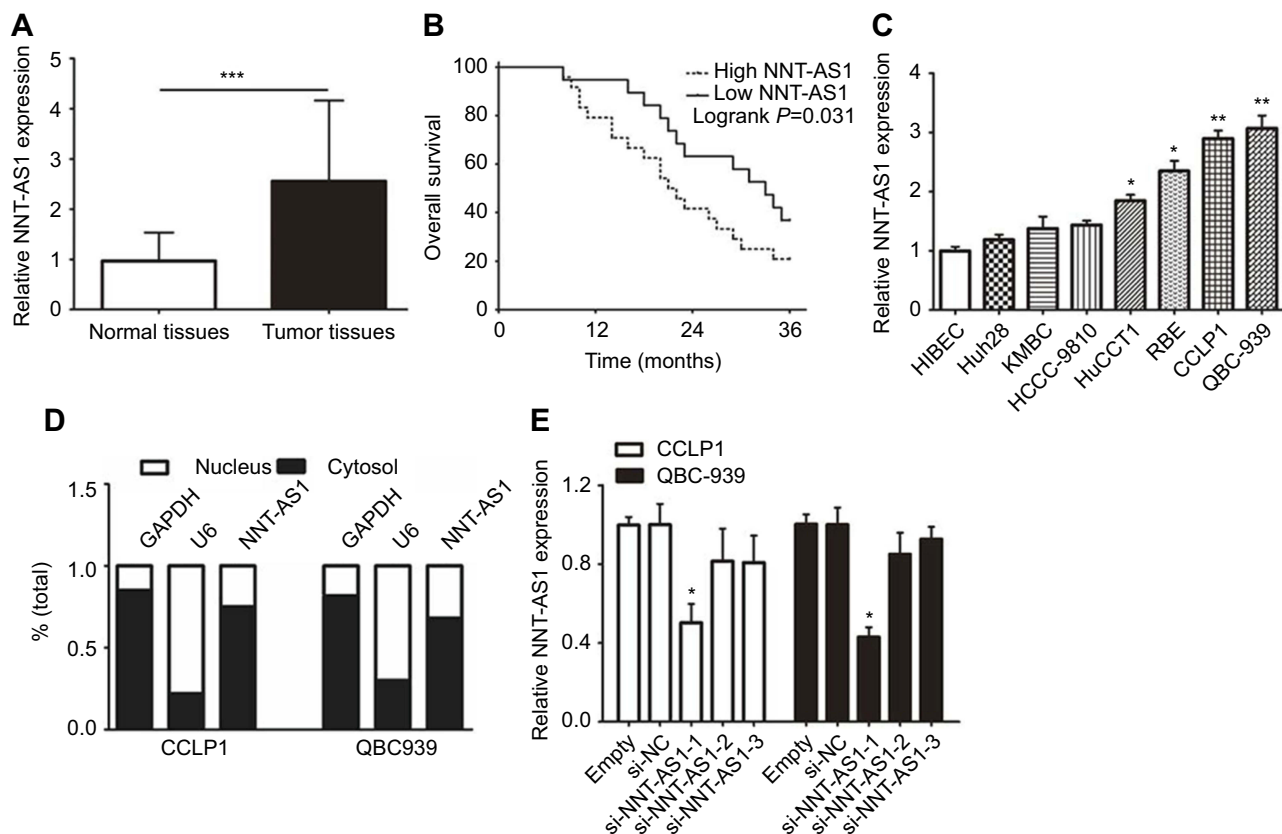 A
Relative NNT-AS1 expression
5
4
3
2
1
0
***
Normal tissues
Tumor tissues
B
Overall survival
100
80
60
40
20
0
High NNT-AS1
Low NNT-AS1
Logrank P=0.031
0
12
24
36
Time (months)
C
Relative NNT-AS1 expression
4
3
2
1
0
*
*
**
**
HIBEC
Huh28
KMBC
HCCC-9810
HuCCT1
RBE
CCLP1
QBC-939
D
Nucleus
Cytosol
% (total)
1.5
1.0
0.5
0.0
GAPDH
U6
NNT-AS1
GAPDH
U6
NNT-AS1
CCLP1
QBC939
E
CCLP1
QBC-939
Relative NNT-AS1 expression
1.2
0.8
0.4
0.0
*
*
Empty
si-NC
si-NNT-AS1-1
si-NNT-AS1-2
si-NNT-AS1-3
Empty
si-NC
si-NNT-AS1-1
si-NNT-AS1-2
si-NNT-AS1-3